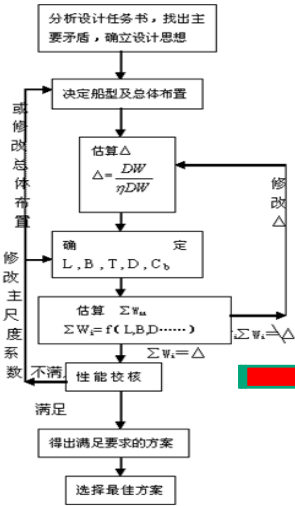 分析设计任务书，找出主
要矛盾，确立设计思想
决定船型及总体布置
估算△
△=DW/ηDW
确定
L,B,T,D,Cb
估算 ΣWi
ΣWi=f(L,B,D……)
ΣWi=△
iΣWi≠△
修改△
或修改总体布置
修改主尺度系数
性能校核
不满
满足
得出满足要求的方案
选择最佳方案